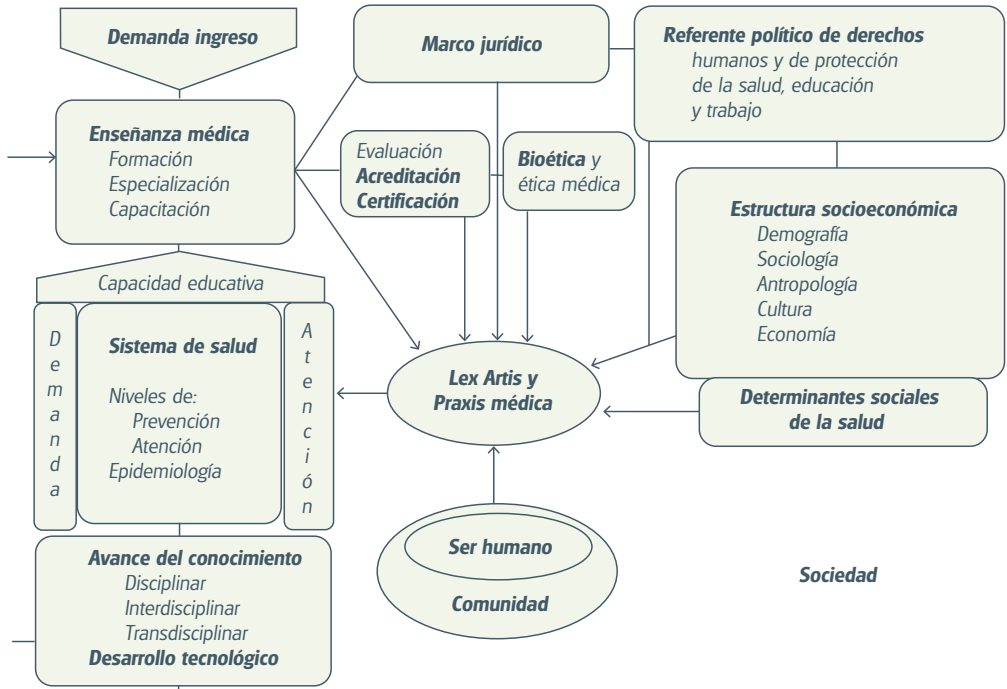 Demanda ingreso
Marco jurídico
Referente político de derechos
humanos y de protección
de la salud, educación
y trabajo
Enseñanza médica
Formación
Especialización
Capacitación
Evaluación
Acreditación
Certificación
Bioética y
ética médica
Estructura socioeconómica
Demografía
Sociología
Antropología
Cultura
Economía
Capacidad educativa
Demanda
Sistema de salud
Niveles de:
Prevención
Atención
Epidemiología
Atención
Lex Artis y
Praxis médica
Determinantes sociales
de la salud
Ser humano
Comunidad
Sociedad
Avance del conocimiento
Disciplinar
Interdisciplinar
Transdisciplinar
Desarrollo tecnológico